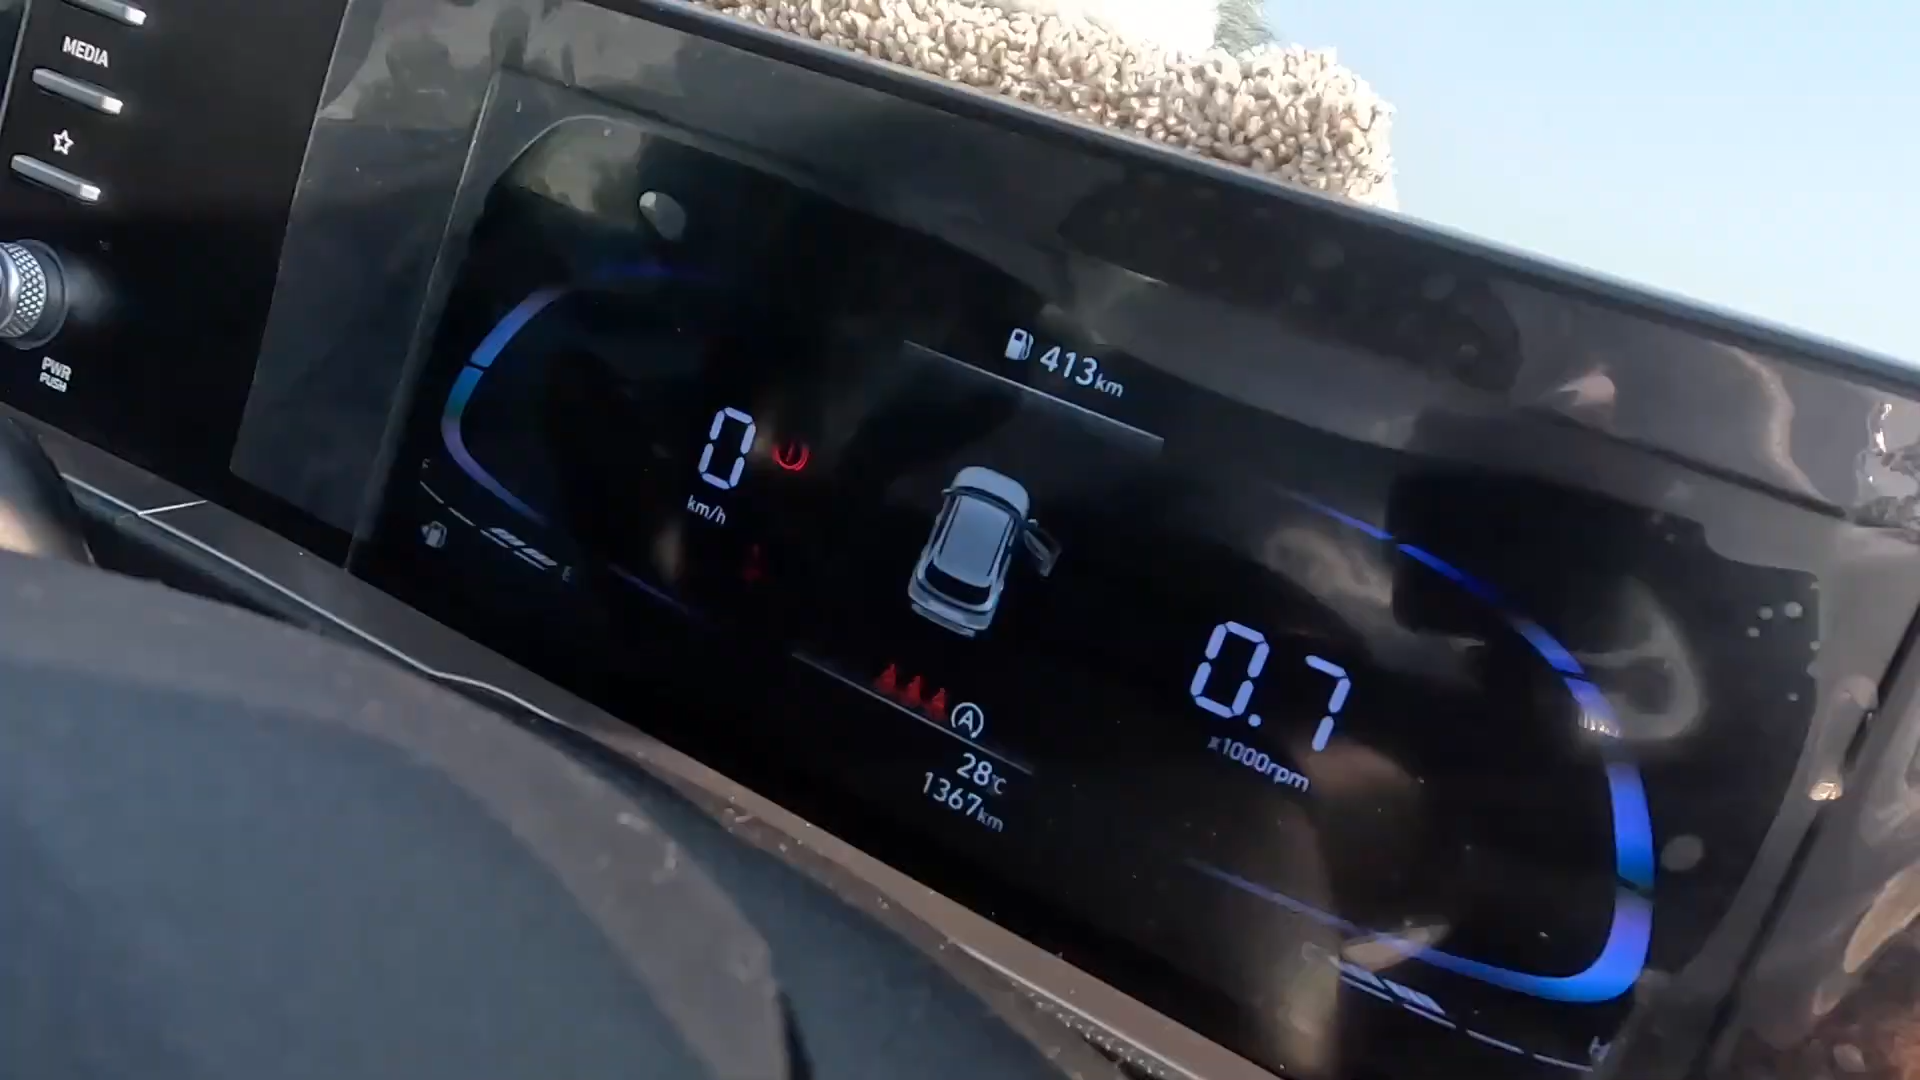 MEDIA
PWR
PUSH
413km
0
km/h
0.7
x1000rpm
A
28°C
1367km